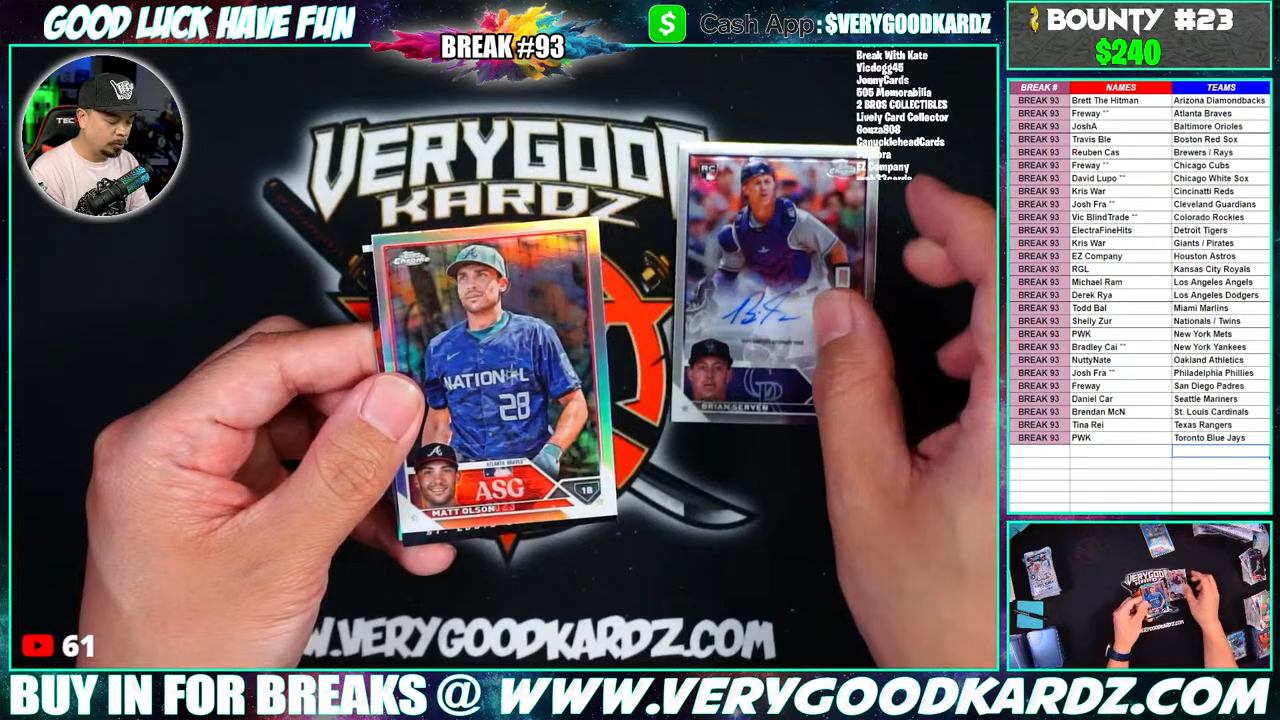 GOOD LUCK HAVE FUN
BREAK #93
Cash App : $VERYGOODKARDZ
BOUNTY #23
$240
Break With Kate
Vicdogg45
JonnyCards
505 Memorabilia
2 BROS COLLECTIBLES
Lively Card Collector
Gonza808
CanuckleheadCards
EZ Company
VERYGOOD
KARDZ
RC
Topps Chrome
NATIONAL
28
ATLANTA BRAVES
ASG
1B
MATT OLSON
BRIAN SERVEN
W.VERYGOODKARDZ.COM
61
BREAK # NAMES TEAMS
BREAK 93 Brett The Hitman Arizona Diamondbacks
BREAK 93 Freway ** Atlanta Braves
BREAK 93 JoshA Baltimore Orioles
BREAK 93 Travis Ble Boston Red Sox
BREAK 93 Reuben Cas Brewers / Rays
BREAK 93 Freway ** Chicago Cubs
BREAK 93 David Lupo ** Chicago White Sox
BREAK 93 Kris War Cincinatti Reds
BREAK 93 Josh Fra ** Cleveland Guardians
BREAK 93 Vic BlindTrade ** Colorado Rockies
BREAK 93 ElectraFineHits Detroit Tigers
BREAK 93 Kris War Giants / Pirates
BREAK 93 EZ Company Houston Astros
BREAK 93 RGL Kansas City Royals
BREAK 93 Michael Ram Los Angeles Angels
BREAK 93 Derek Rya Los Angeles Dodgers
BREAK 93 Todd Bal Miami Marlins
BREAK 93 Shelly Zur Nationals / Twins
BREAK 93 PWK New York Mets
BREAK 93 Bradley Cai ** New York Yankees
BREAK 93 NuttyNate Oakland Athletics
BREAK 93 Josh Fra ** Philadelphia Phillies
BREAK 93 Freway San Diego Padres
BREAK 93 Daniel Car Seattle Mariners
BREAK 93 Brendan McN St. Louis Cardinals
BREAK 93 Tina Rei Texas Rangers
BREAK 93 PWK Toronto Blue Jays
BUY IN FOR BREAKS @ WWW.VERYGOODKARDZ.COM